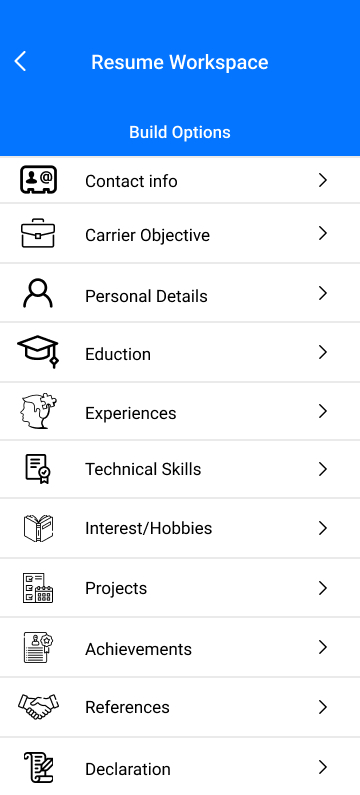 Resume Workspace
Build Options
Contact info
Carrier Objective
Personal Details
Eduction
Experiences
Technical Skills
Interest/Hobbies
Projects
Achievements
References
Declaration